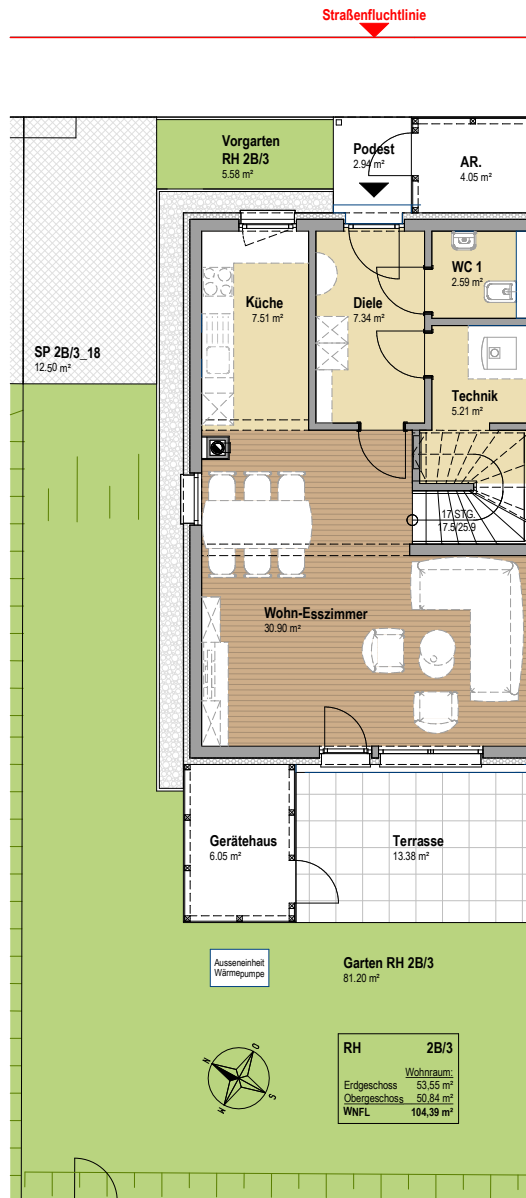 Straßenfluchtlinie
Vorgarten
RH 2B/3
5.58 m²
Podest
2.94 m²
AR.
4.05 m²
WC 1
2.59 m²
Küche
7.51 m²
Diele
7.34 m²
SP 2B/3_18
12.50 m²
Technik
5.21 m²
17 STG.
17.5/25.9
Wohn-Esszimmer
30.90 m²
Gerätehaus
6.05 m²
Terrasse
13.38 m²
Ausseneinheit
Wärmepumpe
Garten RH 2B/3
81.20 m²
N
O
S
W
RH 2B/3
Wohnraum:
Erdgeschoss 53,55 m²
Obergeschoss 50,84 m²
WNFL 104,39 m²